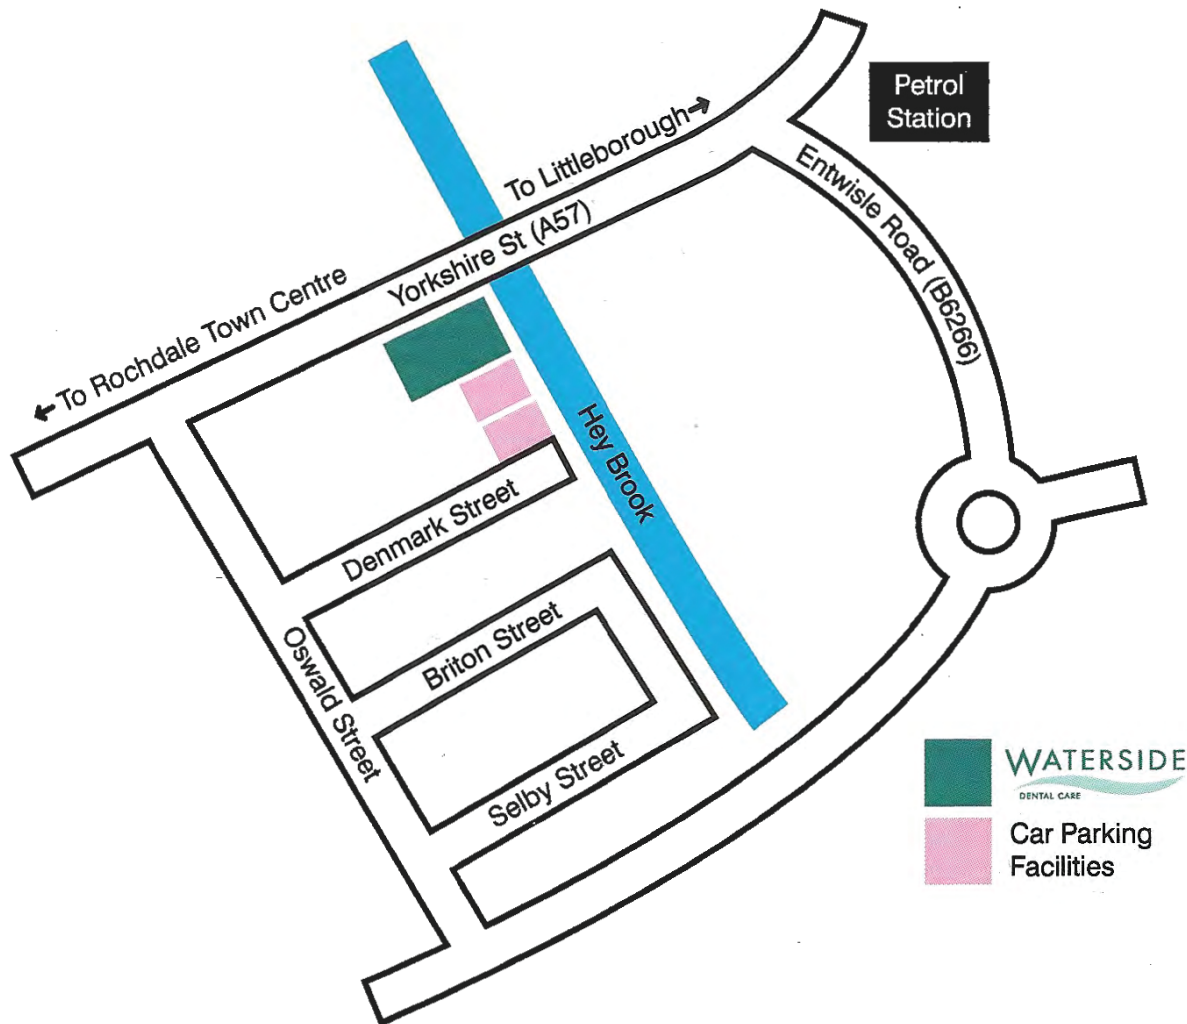 Petrol
Station
To Littleborough→
Entwisle Road (B6266)
Yorkshire St (A57)
←To Rochdale Town Centre
Hey Brook
Denmark Street
Briton Street
Oswald Street
Selby Street
WATERSIDE
DENTAL CARE
Car Parking
Facilities